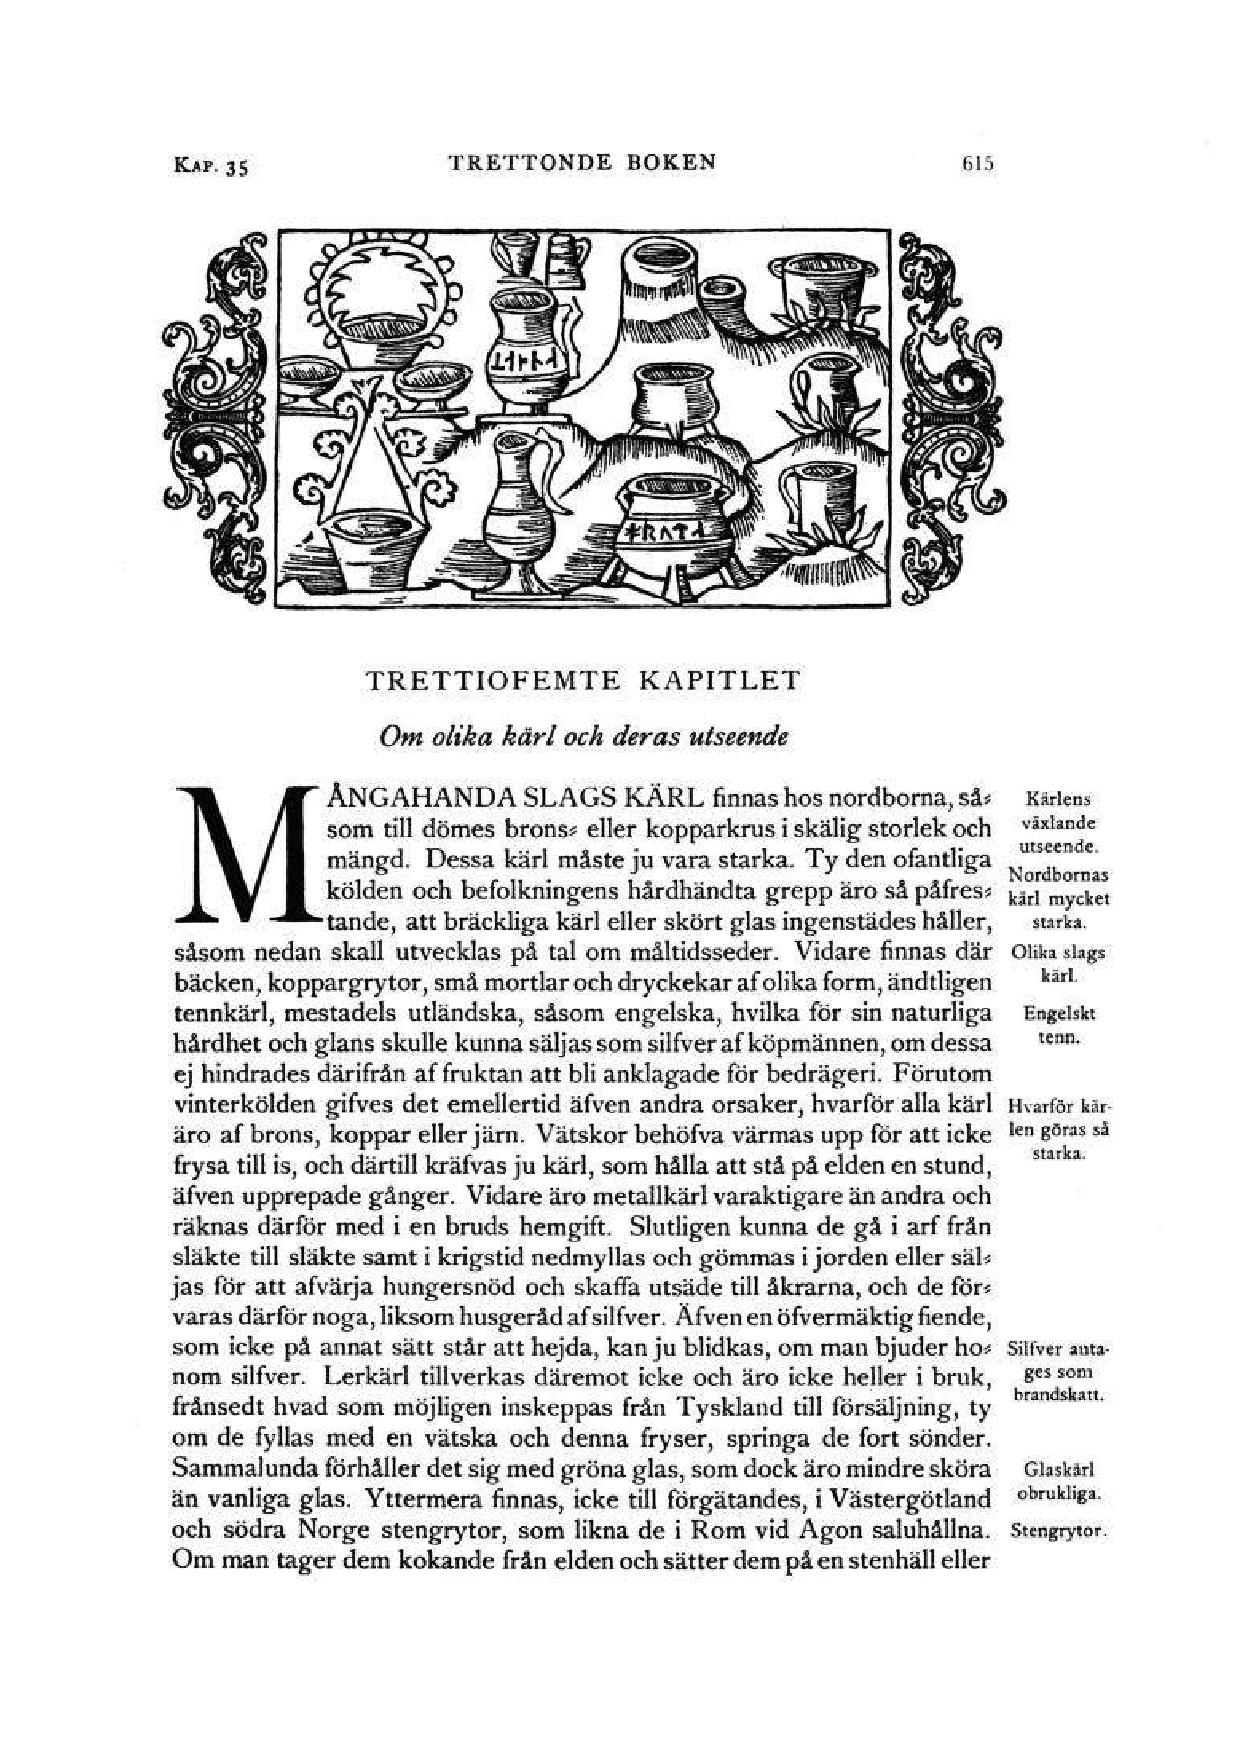 KAP. 35
TRETTONDE BOKEN
615
TRETTIOFEMTE KAPITLET
Om olika kärl och deras utseende
MÅNGAHANDA SLAGS KÄRL finnas hos nordborna, så⸗
som till dömes brons⸗ eller kopparkrus i skälig storlek och
mängd. Dessa kärl måste ju vara starka. Ty den ofantliga
kölden och befolkningens hårdhändta grepp äro så påfres⸗
tande, att bräckliga kärl eller skört glas ingenstädes håller,
såsom nedan skall utvecklas på tal om måltidsseder. Vidare finnas där
bäcken, koppargrytor, små mortlar och dryckekar af olika form, ändtligen
tennkärl, mestadels utländska, såsom engelska, hvilka för sin naturliga
hårdhet och glans skulle kunna säljas som silfver af köpmännen, om dessa
ej hindrades därifrån af fruktan att bli anklagade för bedrägeri. Förutom
vinterkölden gifves det emellertid äfven andra orsaker, hvarför alla kärl
äro af brons, koppar eller järn. Vätskor behöfva värmas upp för att icke
frysa till is, och därtill kräfvas ju kärl, som hålla att stå på elden en stund,
äfven upprepade gånger. Vidare äro metallkärl varaktigare än andra och
räknas därför med i en bruds hemgift. Slutligen kunna de gå i arf från
släkte till släkte samt i krigstid nedmyllas och gömmas i jorden eller säl⸗
jas för att afvärja hungersnöd och skaffa utsäde till åkrarna, och de för⸗
varas därför noga, liksom husgeråd af silfver. Äfven en öfvermäktig fiende,
som icke på annat sätt står att hejda, kan ju blidkas, om man bjuder ho⸗
nom silfver. Lerkärl tillverkas däremot icke och äro icke heller i bruk,
frånsedt hvad som möjligen inskeppas från Tyskland till försäljning, ty
om de fyllas med en vätska och denna fryser, springa de fort sönder.
Sammalunda förhåller det sig med gröna glas, som dock äro mindre sköra
än vanliga glas. Yttermera finnas, icke till förgätandes, i Västergötland
och södra Norge stengrytor, som likna de i Rom vid Agon saluhållna.
Om man tager dem kokande från elden och sätter dem på en stenhäll eller
Kärlens
växlande
utseende.
Nordbornas
kärl mycket
starka.
Olika slags
kärl.
Engelskt
tenn.
Hvarför kär-
len göras så
starka.
Silfver anta-
ges som
brandskatt.
Glaskärl
obrukliga.
Stengrytor.